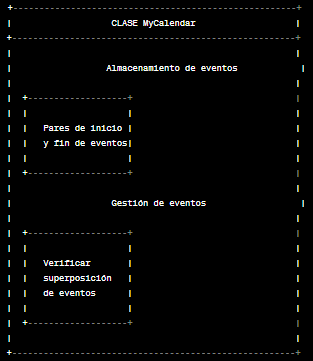 CLASE MyCalendar
Almacenamiento de eventos
Pares de inicio
y fin de eventos
Gestión de eventos
Verificar
superposición
de eventos